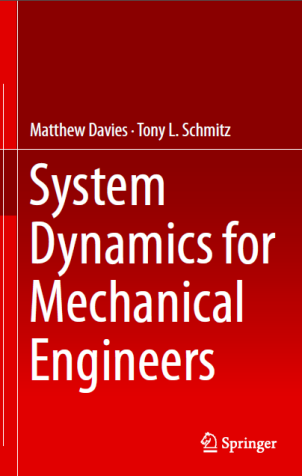 Matthew Davies · Tony L. Schmitz
System
Dynamics for
Mechanical
Engineers
Springer